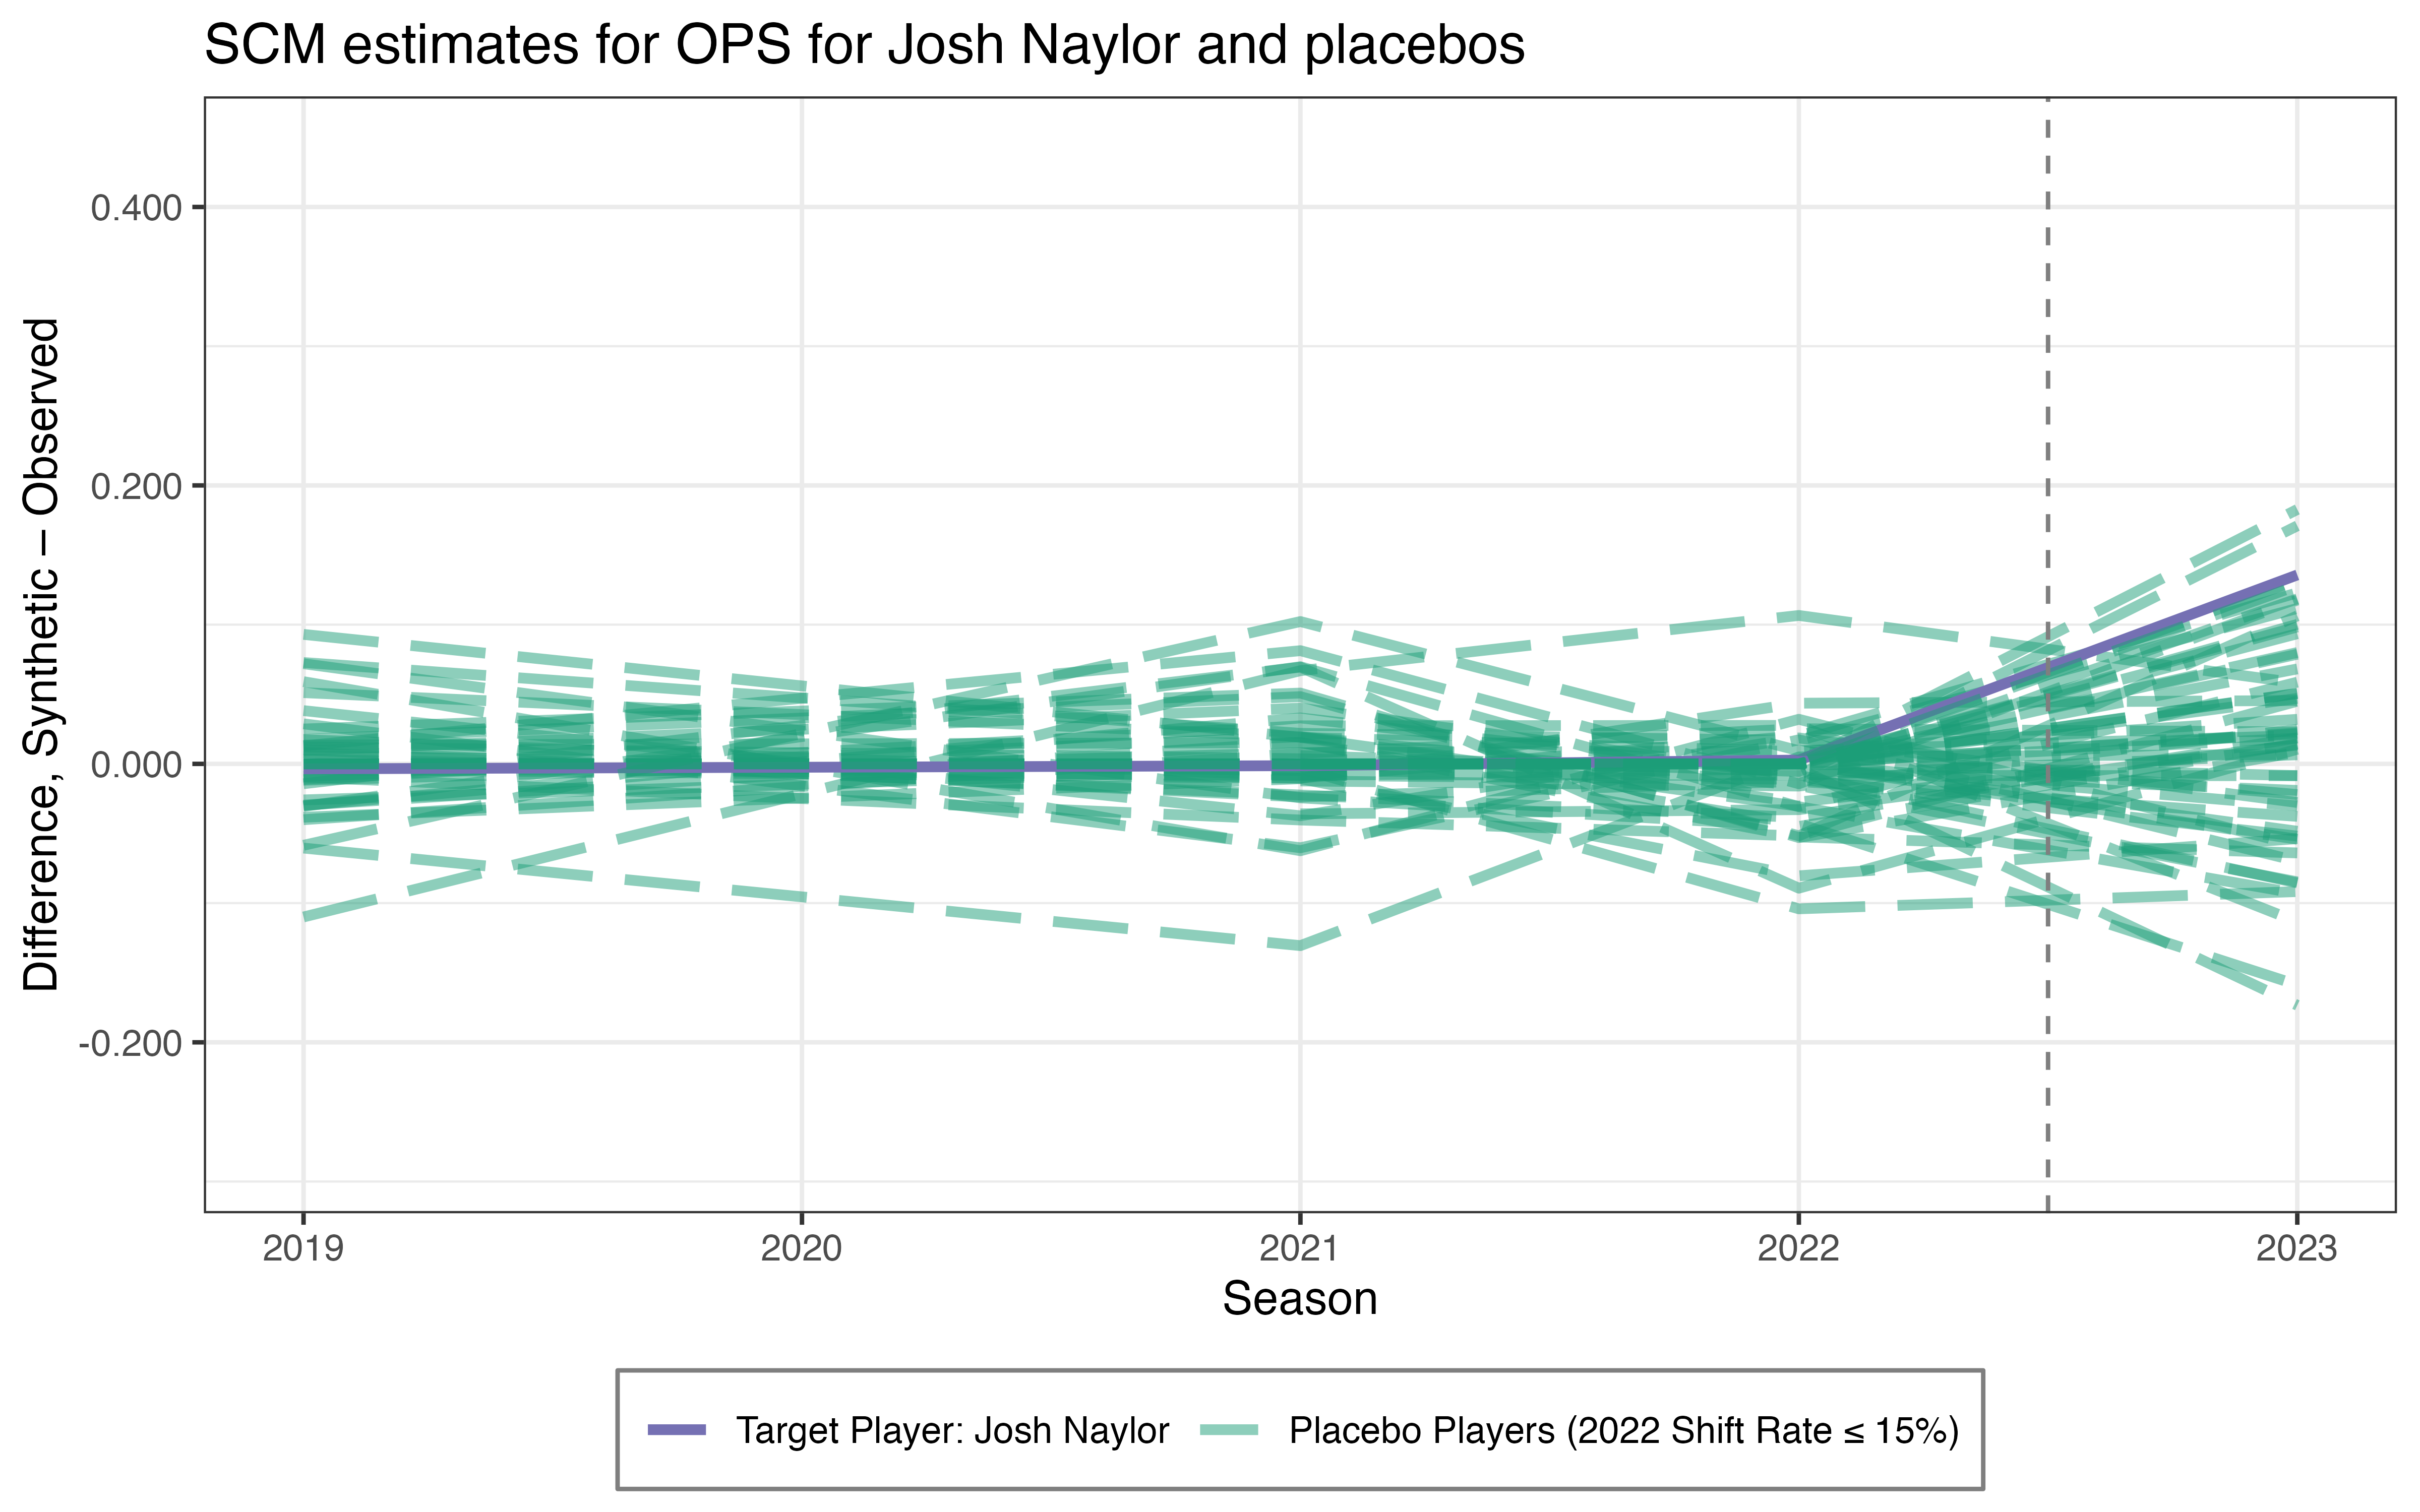 SCM estimates for OPS for Josh Naylor and placebos
Difference, Synthetic − Observed
0.400
0.200
0.000
-0.200
2019
2020
2021
2022
2023
Season
Target Player: Josh Naylor
Placebo Players (2022 Shift Rate ≤ 15%)